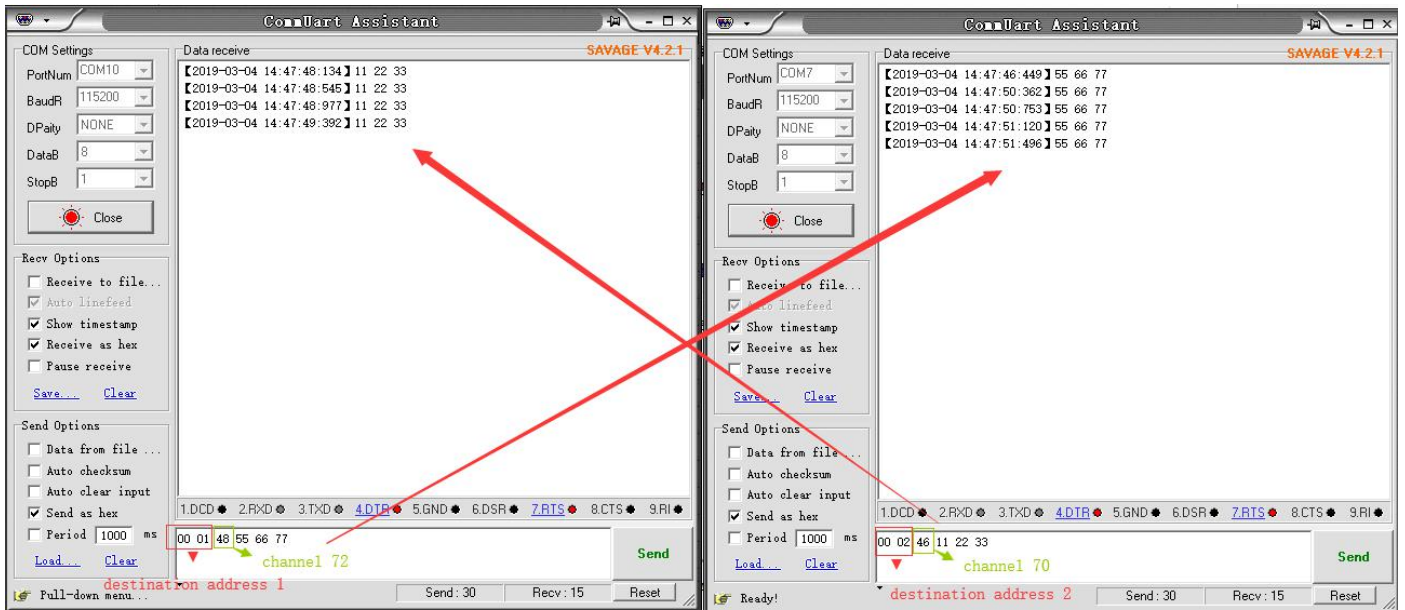 CommUart Assistant
COM Settings
PortNum COM10
BaudR 115200
DPaity NONE
DataB 8
StopB 1
Close
Recv Options
Receive to file...
Auto linefeed
Show timestamp
Receive as hex
Pause receive
Save... Clear
Send Options
Data from file ...
Auto checksum
Auto clear input
Send as hex
Period 1000 ms
Load... Clear
Data receive SAVAGE V4.2.1
【2019-03-04 14:47:48:134】11 22 33
【2019-03-04 14:47:48:545】11 22 33
【2019-03-04 14:47:48:977】11 22 33
【2019-03-04 14:47:49:392】11 22 33
1.DCD 2.RXD 3.TXD 4.DTR 5.GND 6.DSR 7.RTS 8.CTS 9.RI
00 01 48 55 66 77
channel 72
destination address 1
Send
Pull-down menu... Send : 30 Recv : 15 Reset
CommUart Assistant
COM Settings
PortNum COM7
BaudR 115200
DPaity NONE
DataB 8
StopB 1
Close
Recv Options
Receive to file...
Auto linefeed
Show timestamp
Receive as hex
Pause receive
Save... Clear
Send Options
Data from file ...
Auto checksum
Auto clear input
Send as hex
Period 1000 ms
Load... Clear
Data receive SAVAGE V4.2.1
【2019-03-04 14:47:46:449】55 66 77
【2019-03-04 14:47:50:362】55 66 77
【2019-03-04 14:47:50:753】55 66 77
【2019-03-04 14:47:51:120】55 66 77
【2019-03-04 14:47:51:496】55 66 77
1.DCD 2.RXD 3.TXD 4.DTR 5.GND 6.DSR 7.RTS 8.CTS 9.RI
00 02 46 11 22 33
channel 70
destination address 2
Send
Ready! Send : 30 Recv : 15 Reset